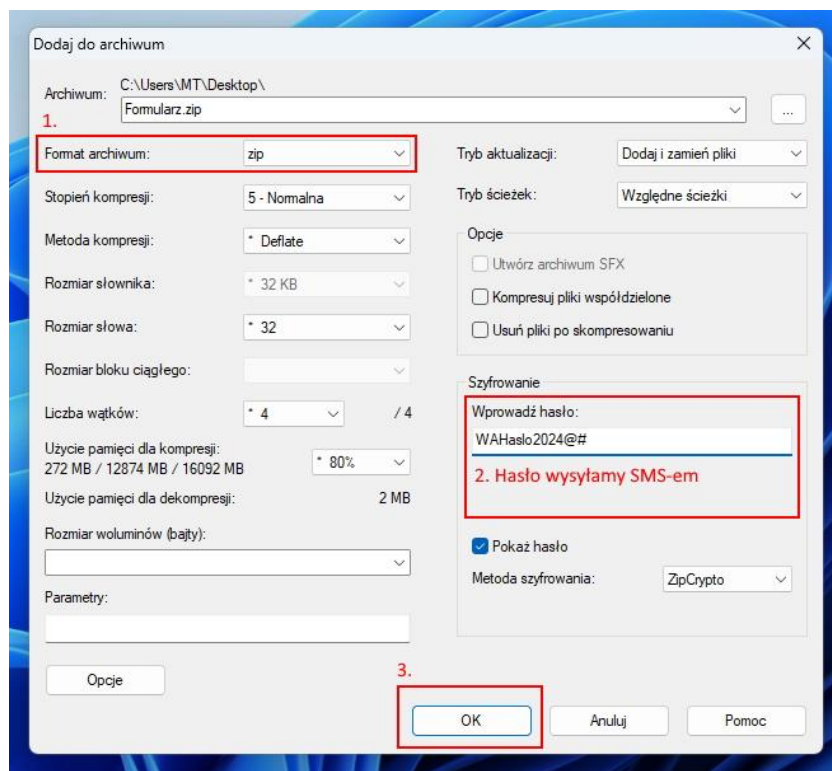 Dodaj do archiwum
Archiwum:
C:\Users\MT\Desktop\
Formularz.zip
...
1.
Format archiwum:
zip
Stopień kompresji:
5 - Normalna
Metoda kompresji:
* Deflate
Rozmiar słownika:
* 32 KB
Rozmiar słowa:
* 32
Rozmiar bloku ciągłego:
Liczba wątków:
* 4
/ 4
Użycie pamięci dla kompresji:
272 MB / 12874 MB / 16092 MB
* 80%
Użycie pamięci dla dekompresji:
2 MB
Rozmiar woluminów (bajty):
Parametry:
Opcje
Tryb aktualizacji:
Dodaj i zamień pliki
Tryb ścieżek:
Względne ścieżki
Opcje
Utwórz archiwum SFX
Kompresuj pliki współdzielone
Usuń pliki po skompresowaniu
Szyfrowanie
Wprowadź hasło:
WAHaslo2024@#
2. Hasło wysyłamy SMS-em
Pokaż hasło
Metoda szyfrowania:
ZipCrypto
3.
OK
Anuluj
Pomoc